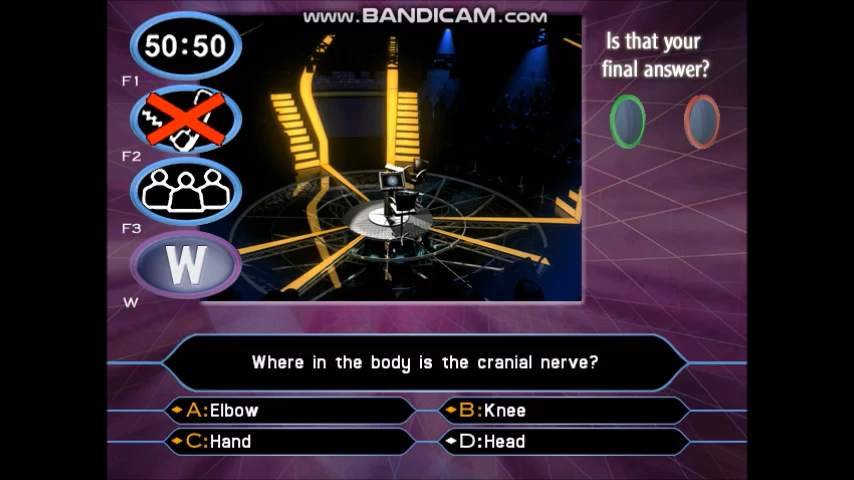 www.BANDICAM.com
50:50
Is that your
final answer?
F1
F2
F3
W
W
Where in the body is the cranial nerve?
A:Elbow
B:Knee
C:Hand
D:Head